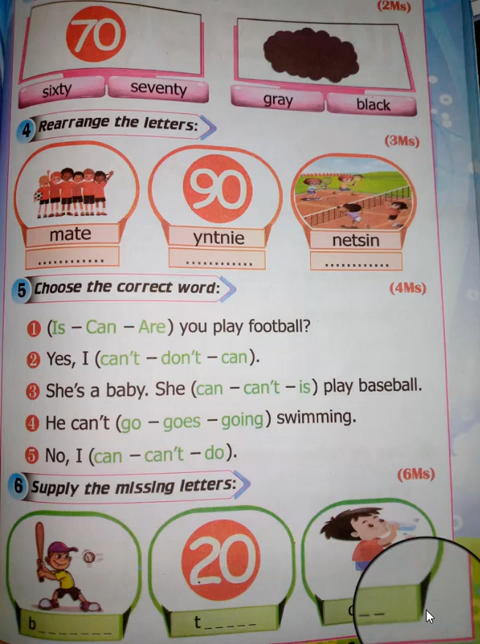 (2Ms)
70
sixty seventy
gray black
4 Rearrange the letters:
(3Ms)
90
mate yntnie netsin
............ ............ ............
5 Choose the correct word:
(4Ms)
1 (Is – Can – Are) you play football?
2 Yes, I (can't – don't – can).
3 She's a baby. She (can – can't – is) play baseball.
4 He can't (go – goes – going) swimming.
5 No, I (can – can't – do).
(6Ms)
6 Supply the missing letters:
20
b_______ t_____